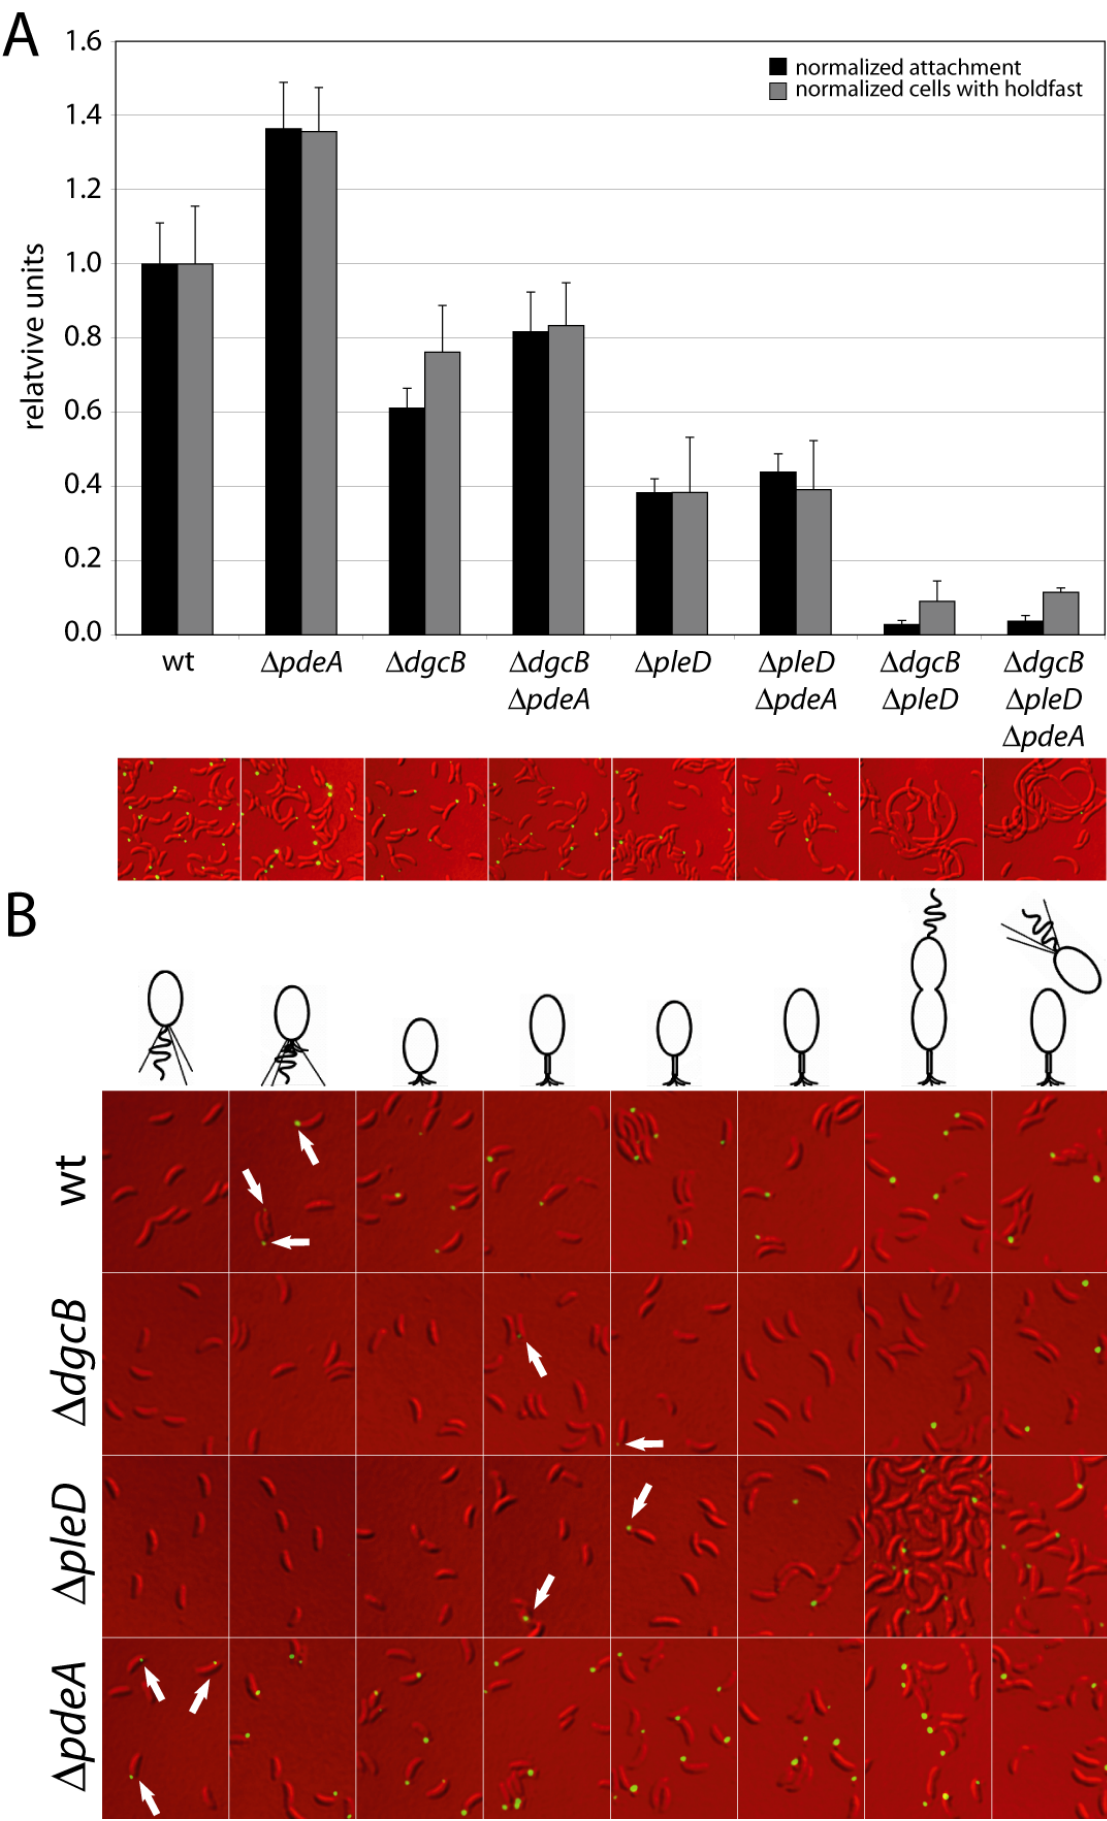 A
1.6
1.4
1.2
1.0
0.8
0.6
0.4
0.2
0.0
relatvive units
normalized attachment
normalized cells with holdfast
wt
ΔpdeA
ΔdgcB
ΔdgcB
ΔpdeA
ΔpleD
ΔpleD
ΔpdeA
ΔdgcB
ΔpleD
ΔdgcB
ΔpleD
ΔpdeA
B
wt
ΔdgcB
ΔpleD
ΔpdeA